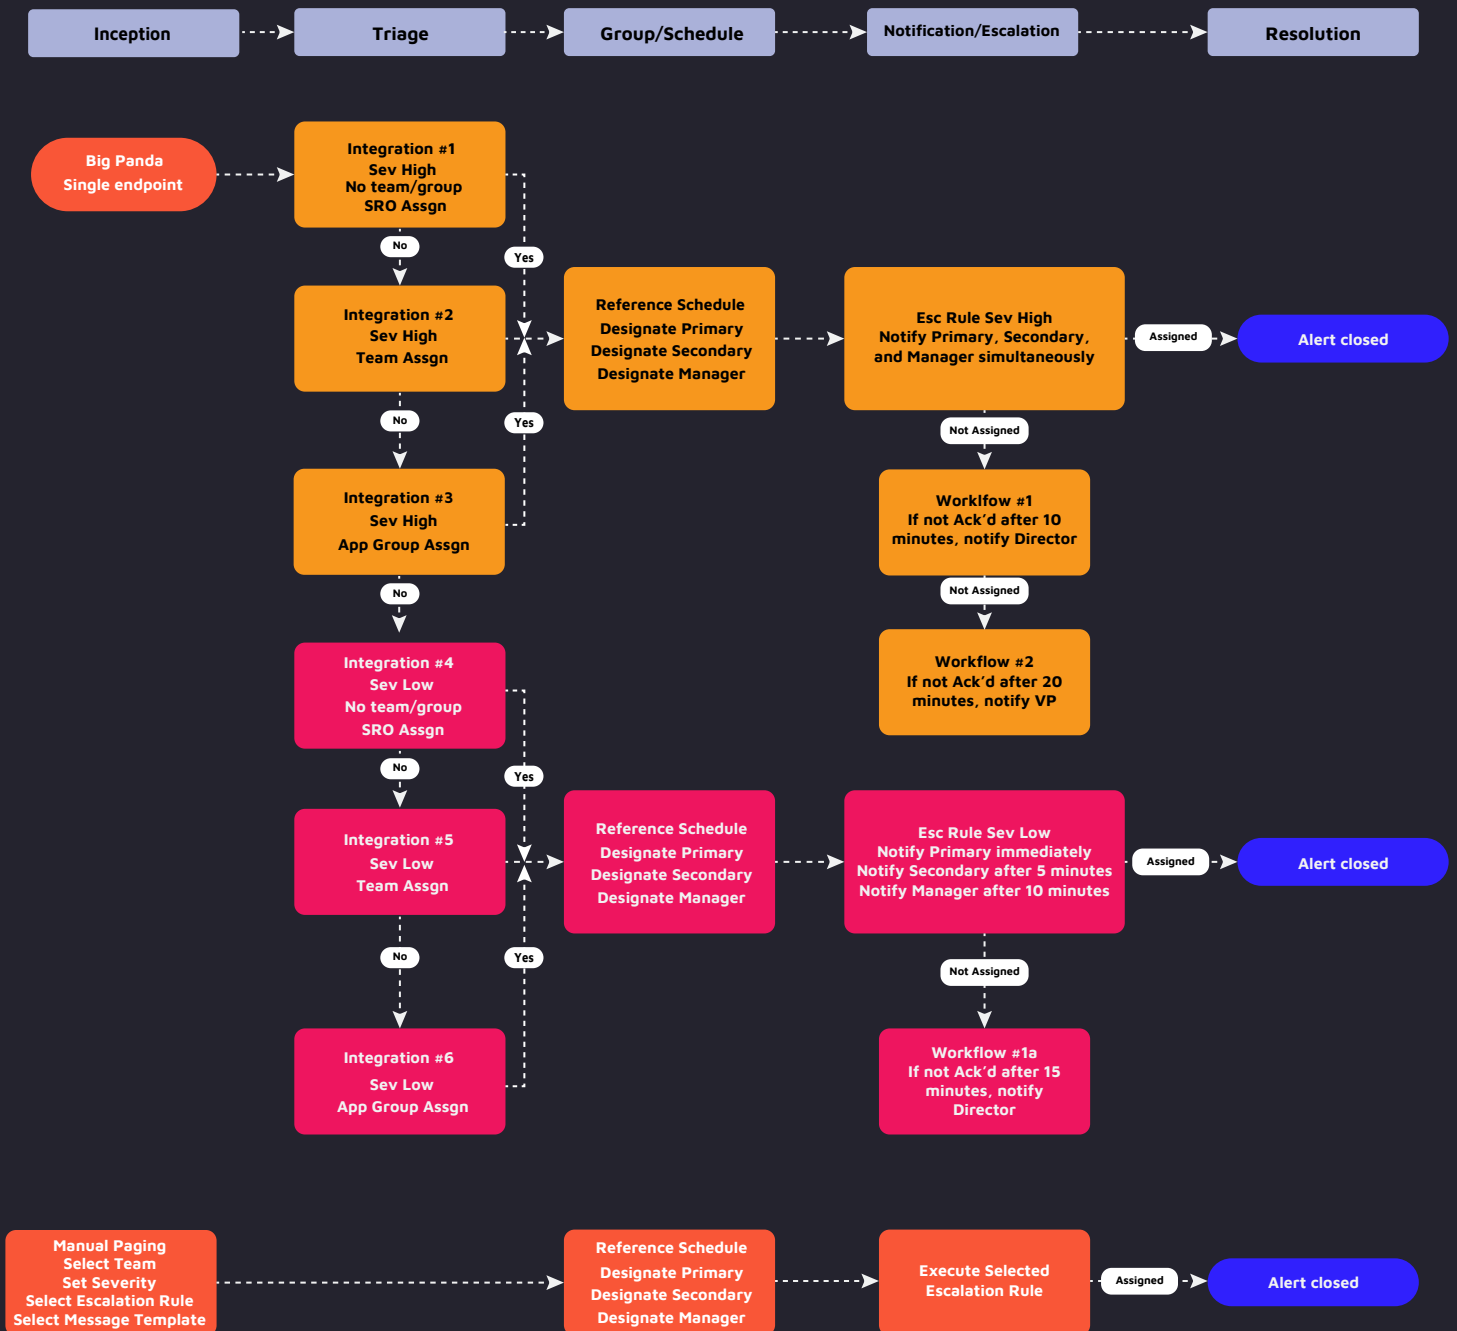 Inception
Triage
Group/Schedule
Notification/Escalation
Resolution
Big Panda
Single endpoint
Integration #1
Sev High
No team/group
SRO Assgn
No
Yes
Integration #2
Sev High
Team Assgn
Reference Schedule
Designate Primary
Designate Secondary
Designate Manager
Esc Rule Sev High
Notify Primary, Secondary,
and Manager simultaneously
Assigned
Alert closed
No
Yes
Not Assigned
Integration #3
Sev High
App Group Assgn
Worklfow #1
If not Ack’d after 10
minutes, notify Director
No
Not Assigned
Integration #4
Sev Low
No team/group
SRO Assgn
Workflow #2
If not Ack’d after 20
minutes, notify VP
No
Yes
Integration #5
Sev Low
Team Assgn
Reference Schedule
Designate Primary
Designate Secondary
Designate Manager
Esc Rule Sev Low
Notify Primary immediately
Notify Secondary after 5 minutes
Notify Manager after 10 minutes
Assigned
Alert closed
No
Yes
Not Assigned
Integration #6
Sev Low
App Group Assgn
Workflow #1a
If not Ack’d after 15
minutes, notify
Director
Manual Paging
Select Team
Set Severity
Select Escalation Rule
Select Message Template
Reference Schedule
Designate Primary
Designate Secondary
Designate Manager
Execute Selected
Escalation Rule
Assigned
Alert closed